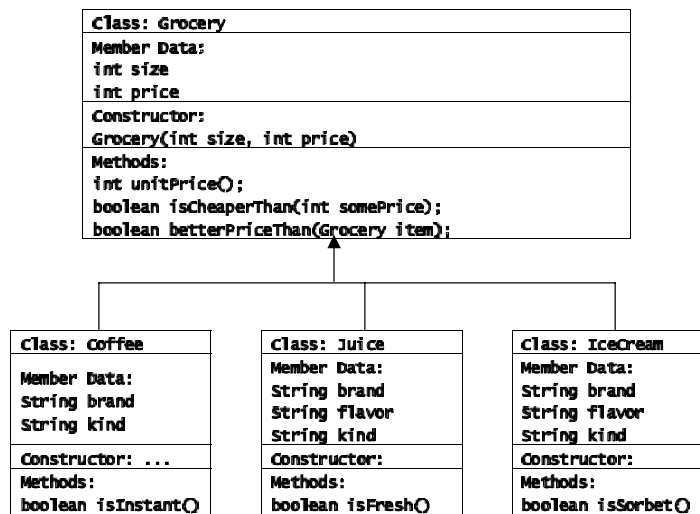 Class: Grocery
Member Data:
int size
int price
Constructor:
Grocery(int size, int price)
Methods:
int unitPrice();
boolean isCheaperThan(int somePrice);
boolean betterPriceThan(Grocery item);
Class: Coffee
Member Data:
String brand
String kind
Constructor: ...
Methods:
boolean isInstant()
Class: Juice
Member Data:
String brand
String flavor
String kind
Constructor:
Methods:
boolean isFresh()
Class: IceCream
Member Data:
String brand
String flavor
String kind
Constructor:
Methods:
boolean isSorbet()